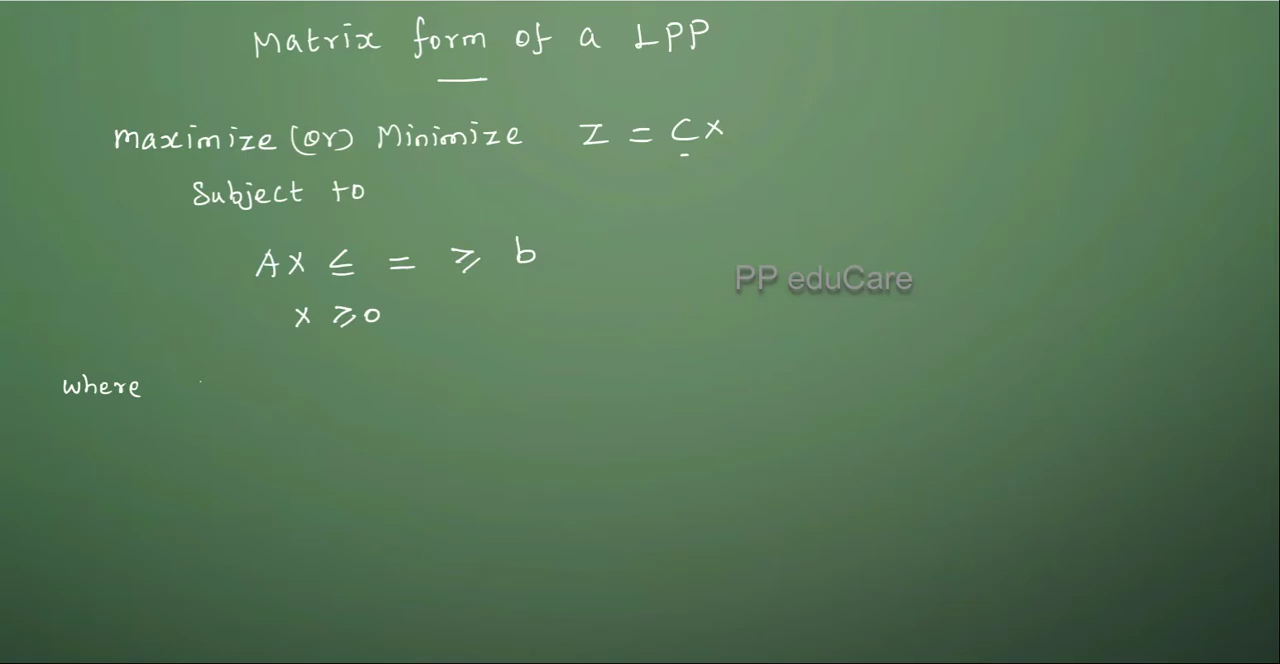 Matrix form of a LPP
Maximize (or) Minimize Z = CX
Subject to
AX ≤ = ≥ b
PP eduCare
X ≥ 0
where